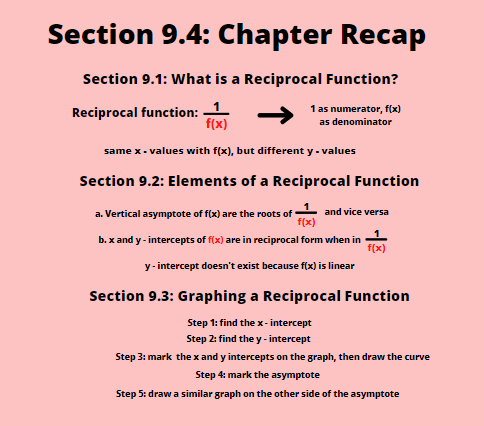 Section 9.4: Chapter Recap
Section 9.1: What is a Reciprocal Function?
Reciprocal function: 1/f(x) → 1 as numerator, f(x)
as denominator
same x - values with f(x), but different y - values
Section 9.2: Elements of a Reciprocal Function
a. Vertical asymptote of f(x) are the roots of 1/f(x) and vice versa
b. x and y - intercepts of f(x) are in reciprocal form when in 1/f(x)
y - intercept doesn't exist because f(x) is linear
Section 9.3: Graphing a Reciprocal Function
Step 1: find the x - intercept
Step 2: find the y - intercept
Step 3: mark the x and y intercepts on the graph, then draw the curve
Step 4: mark the asymptote
Step 5: draw a similar graph on the other side of the asymptote